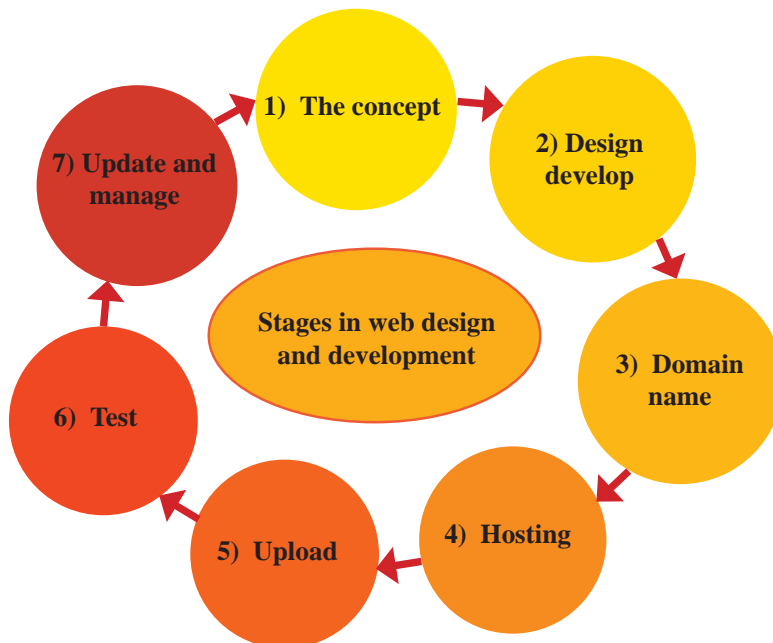 1) The concept
2) Design
develop
3) Domain
name
4) Hosting
5) Upload
6) Test
7) Update and
manage
Stages in web design
and development